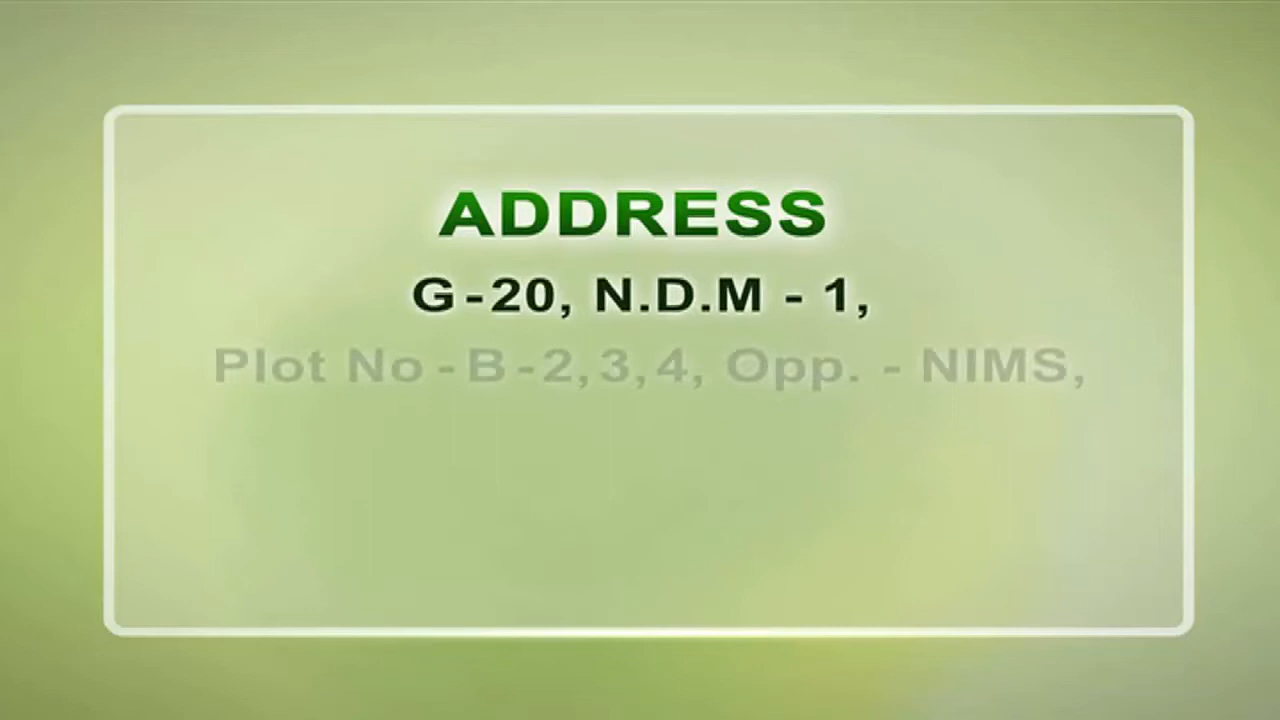 ADDRESS
G-20, N.D.M - 1,
Plot No-B-2,3,4, Opp. - NIMS,